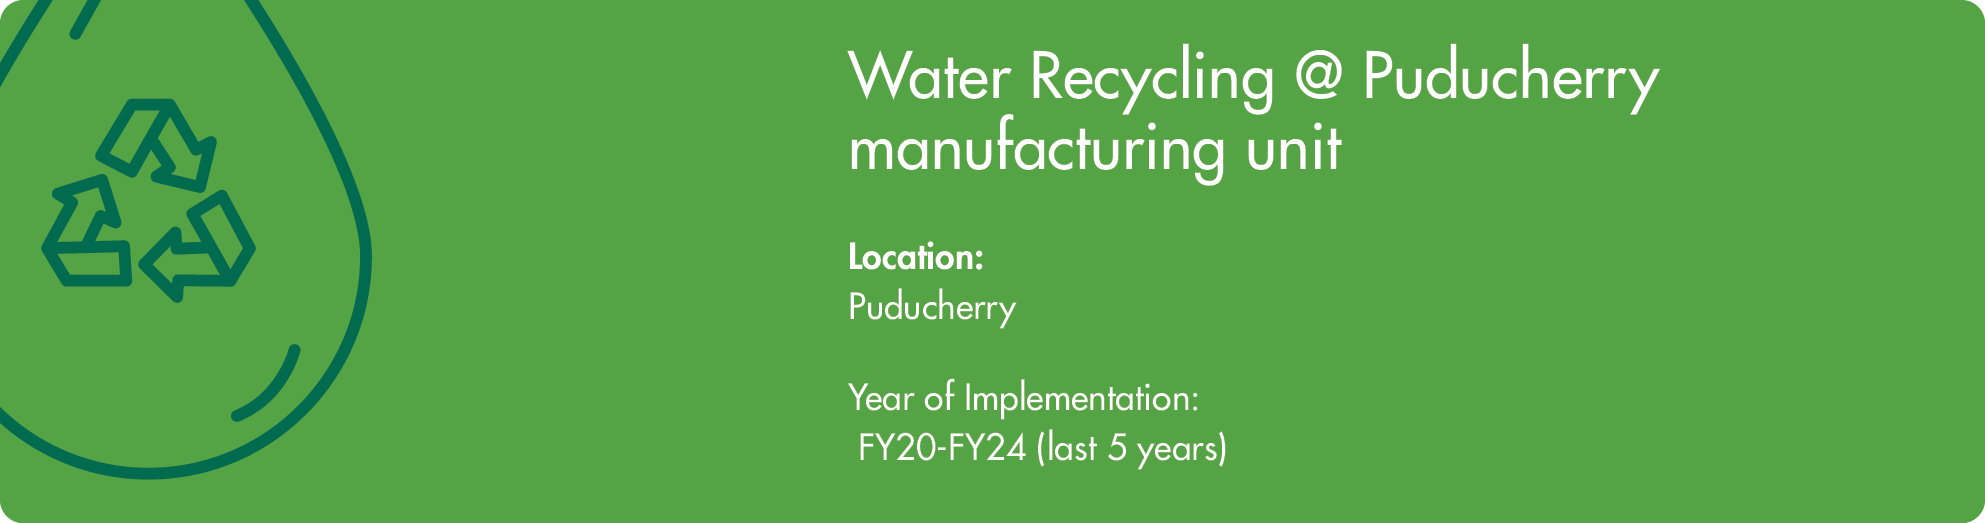 Water Recycling @ Puducherry
manufacturing unit
Location:
Puducherry
Year of Implementation:
FY20-FY24 (last 5 years)